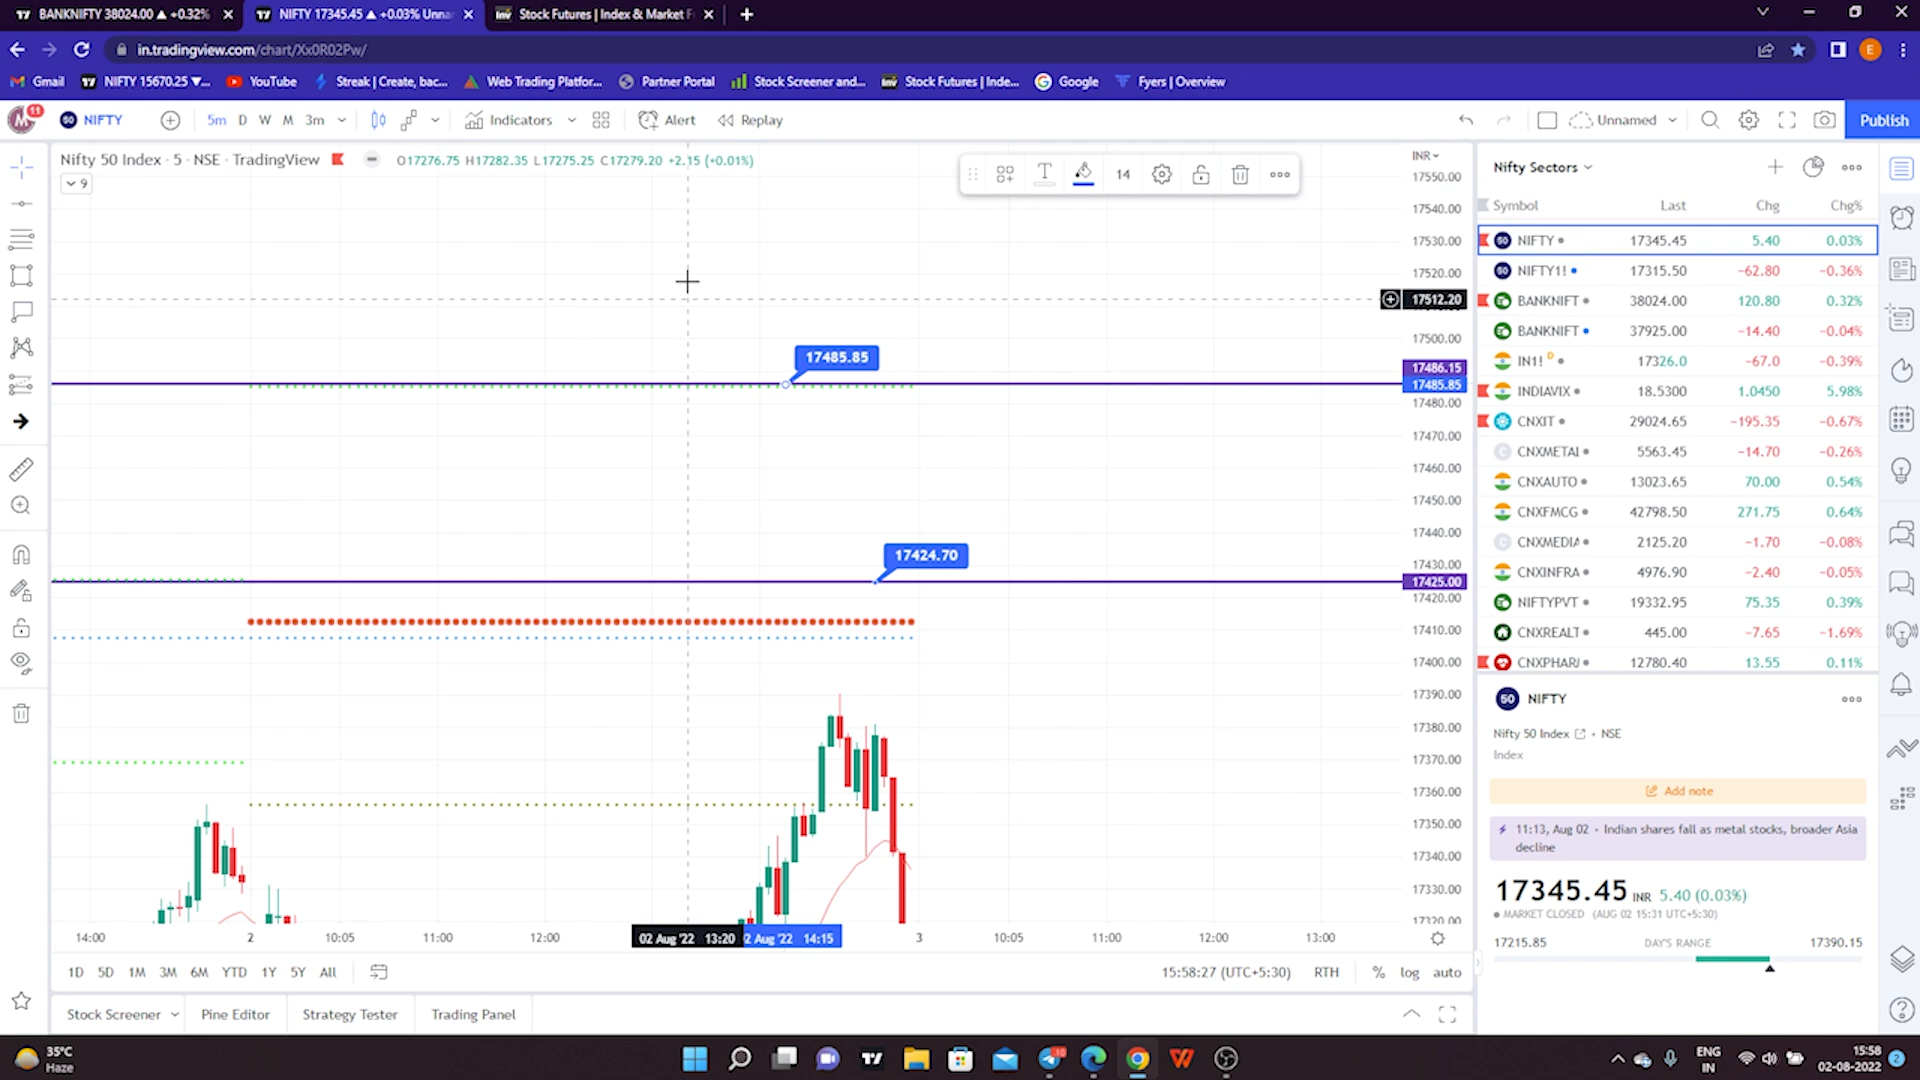 BANKNIFTY 38024.00 ▲ +0.32%
NIFTY 17345.45 ▲ +0.03% Unna
Stock Futures | Index & Market F
in.tradingview.com/chart/Xx0R02Pw/
Gmail
NIFTY 15670.25 ▼...
YouTube
Streak | Create, bac...
Web Trading Platfor...
Partner Portal
Stock Screener and...
Stock Futures | Inde...
Google
Fyers | Overview
11
NIFTY
5m D W M 3m
Indicators
Alert
Replay
Unnamed
Publish
Nifty 50 Index · 5 · NSE · TradingView
O17276.75 H17282.35 L17275.25 C17279.20 +2.15 (+0.01%)
9
14
INR
17550.00
17540.00
17530.00
17520.00
17512.20
17500.00
17486.15
17485.85
17480.00
17470.00
17460.00
17450.00
17440.00
17430.00
17425.00
17420.00
17410.00
17400.00
17390.00
17380.00
17370.00
17360.00
17350.00
17340.00
17330.00
17320.00
17485.85
17424.70
14:00 2 10:05 11:00 12:00 02 Aug '22 13:20 2 Aug '22 14:15 3 10:05 11:00 12:00 13:00
1D 5D 1M 3M 6M YTD 1Y 5Y All
15:58:27 (UTC+5:30) RTH % log auto
Stock Screener
Pine Editor
Strategy Tester
Trading Panel
Nifty Sectors
Symbol Last Chg Chg%
NIFTY 17345.45 5.40 0.03%
NIFTY1! 17315.50 −62.80 −0.36%
BANKNIFT 38024.00 120.80 0.32%
BANKNIFT 37925.00 −14.40 −0.04%
IN1! D 17326.0 −67.0 −0.39%
INDIAVIX 18.5300 1.0450 5.98%
CNXIT 29024.65 −195.35 −0.67%
CNXMETAL 5563.45 −14.70 −0.26%
CNXAUTO 13023.65 70.00 0.54%
CNXFMCG 42798.50 271.75 0.64%
CNXMEDIA 2125.20 −1.70 −0.08%
CNXINFRA 4976.90 −2.40 −0.05%
NIFTYPVT 19332.95 75.35 0.39%
CNXREALT 445.00 −7.65 −1.69%
CNXPHAR 12780.40 13.55 0.11%
50 NIFTY
Nifty 50 Index · NSE
Index
Add note
11:13, Aug 02 · Indian shares fall as metal stocks, broader Asia
decline
17345.45 INR 5.40 (0.03%)
MARKET CLOSED (AUG 02 15:31 UTC+5:30)
17215.85 DAY'S RANGE 17390.15
35°C
Haze
10
ENG
IN
15:58
02-08-2022
2